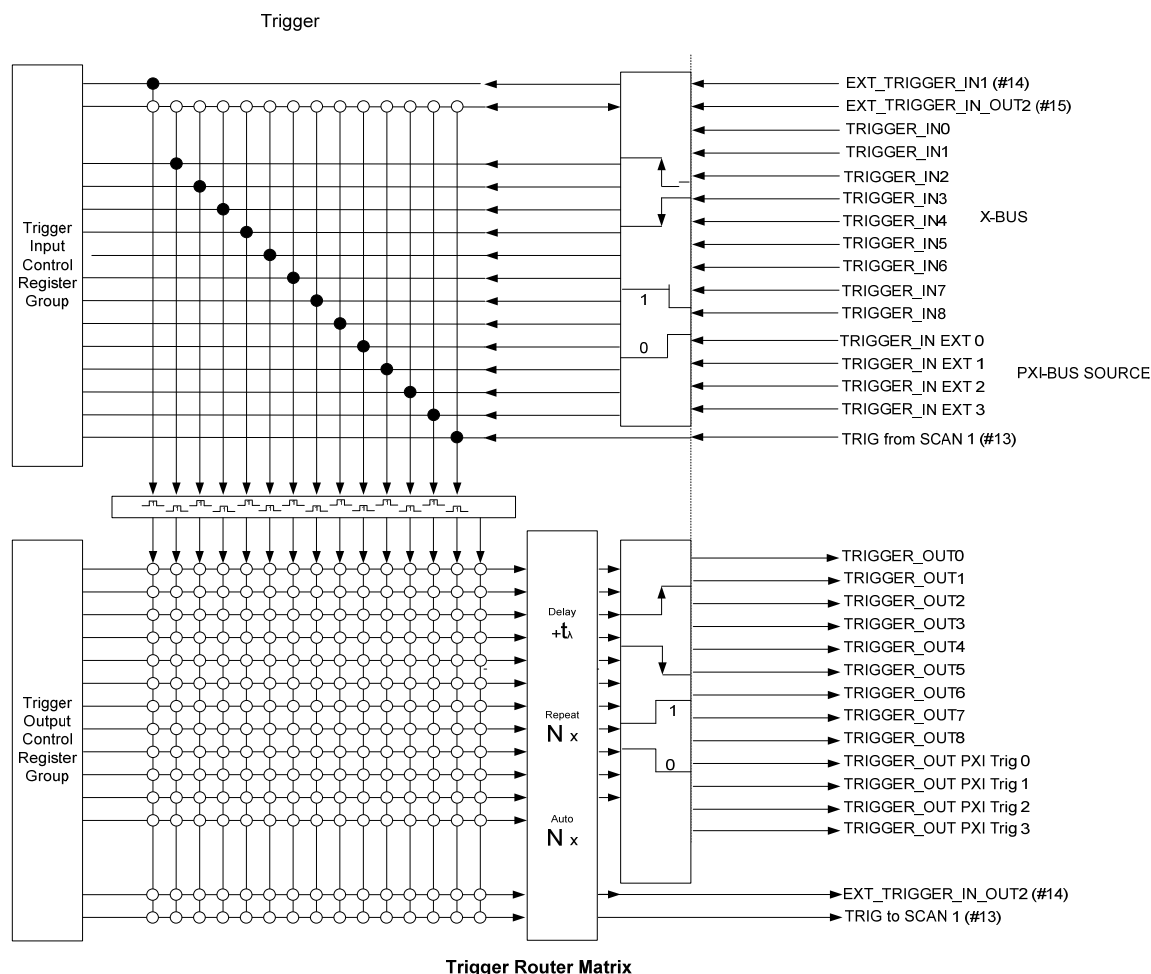 Trigger
Trigger
Input
Control
Register
Group
EXT_TRIGGER_IN1 (#14)
EXT_TRIGGER_IN_OUT2 (#15)
TRIGGER_IN0
TRIGGER_IN1
TRIGGER_IN2
TRIGGER_IN3
TRIGGER_IN4
X-BUS
TRIGGER_IN5
TRIGGER_IN6
TRIGGER_IN7
1
TRIGGER_IN8
TRIGGER_IN EXT 0
0
TRIGGER_IN EXT 1
PXI-BUS SOURCE
TRIGGER_IN EXT 2
TRIGGER_IN EXT 3
TRIG from SCAN 1 (#13)
Trigger
Output
Control
Register
Group
Delay
+tλ
Repeat
N x
Auto
N x
1
0
TRIGGER_OUT0
TRIGGER_OUT1
TRIGGER_OUT2
TRIGGER_OUT3
TRIGGER_OUT4
TRIGGER_OUT5
TRIGGER_OUT6
TRIGGER_OUT7
TRIGGER_OUT8
TRIGGER_OUT PXI Trig 0
TRIGGER_OUT PXI Trig 1
TRIGGER_OUT PXI Trig 2
TRIGGER_OUT PXI Trig 3
EXT_TRIGGER_IN_OUT2 (#14)
TRIG to SCAN 1 (#13)
Trigger Router Matrix